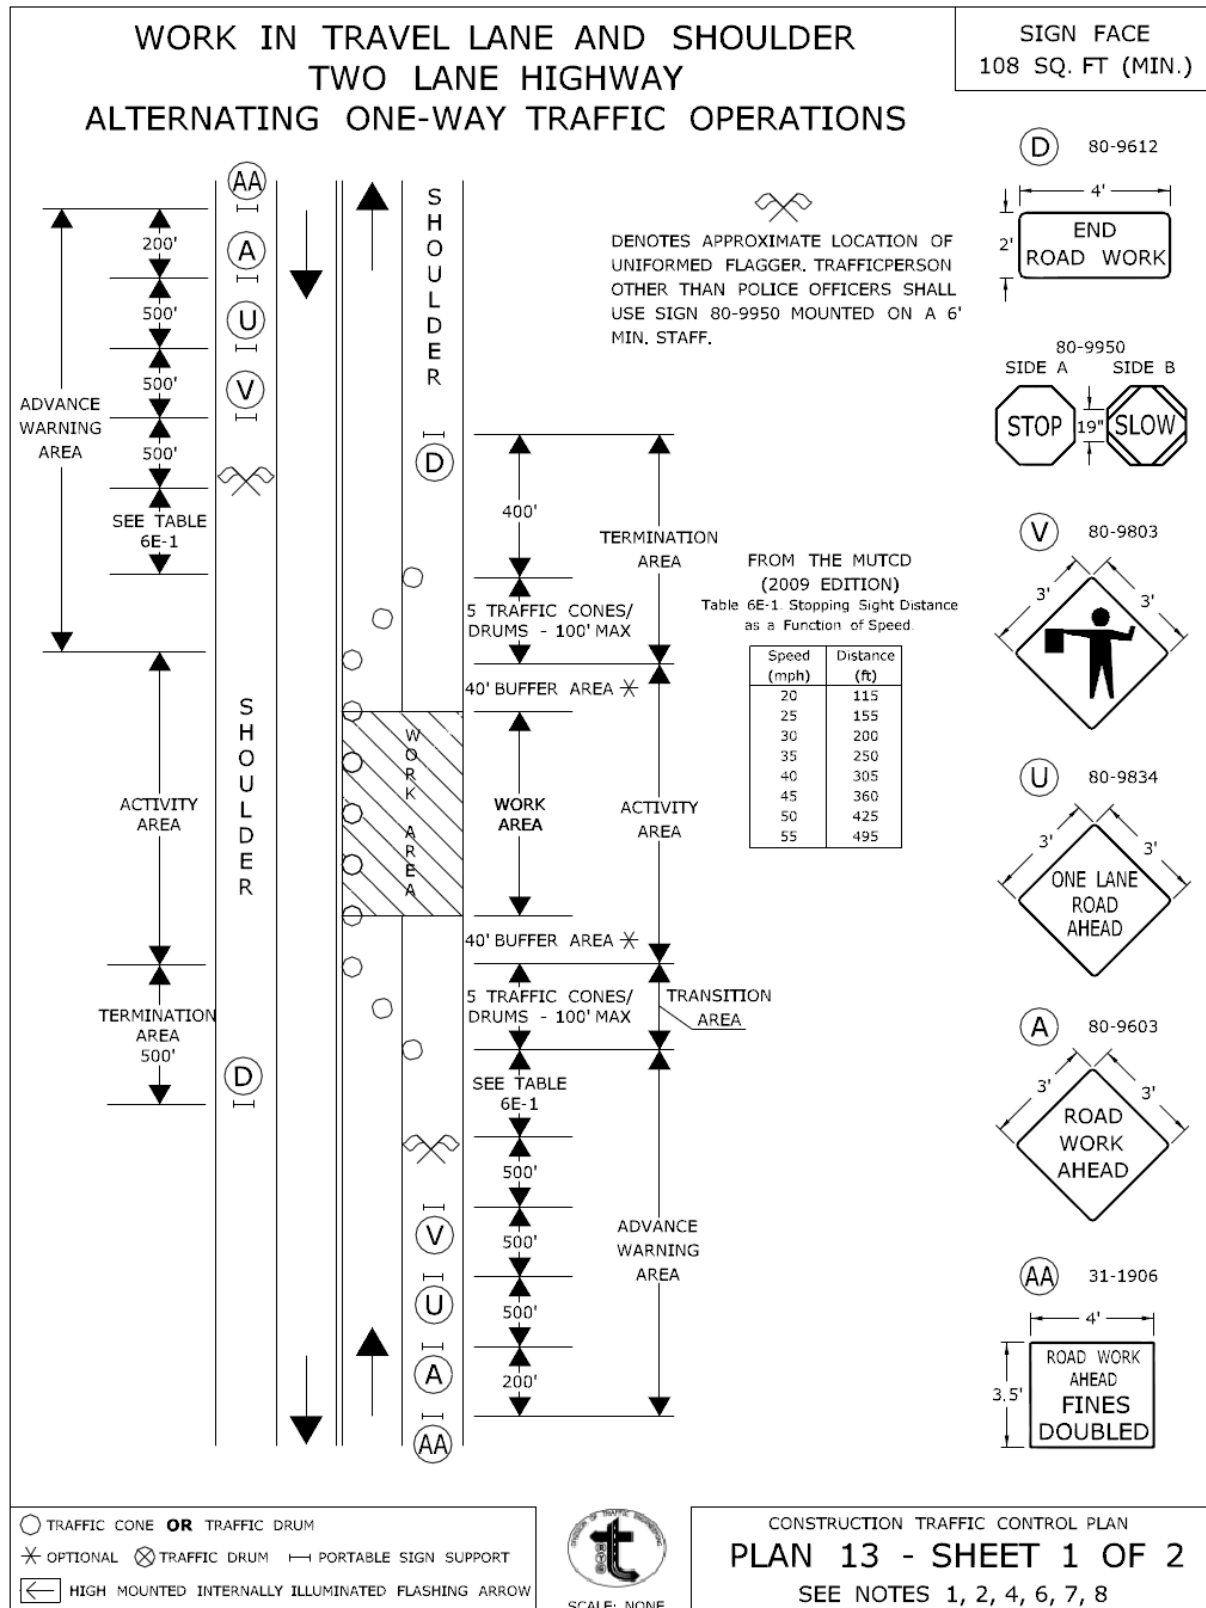 WORK IN TRAVEL LANE AND SHOULDER
TWO LANE HIGHWAY
ALTERNATING ONE-WAY TRAFFIC OPERATIONS
SIGN FACE
108 SQ. FT (MIN.)
AA
A
U
V
200'
500'
500'
500'
SEE TABLE
6E-1
ADVANCE
WARNING
AREA
SHOULDER
ACTIVITY
AREA
TERMINATION
AREA
500'
D
SHOULDER
D
400'
TERMINATION
AREA
5 TRAFFIC CONES/
DRUMS - 100' MAX
40' BUFFER AREA *
WORK AREA
WORK
AREA
ACTIVITY
AREA
40' BUFFER AREA *
5 TRAFFIC CONES/
DRUMS - 100' MAX
TRANSITION
AREA
SEE TABLE
6E-1
500'
500'
500'
200'
ADVANCE
WARNING
AREA
V
U
A
AA
DENOTES APPROXIMATE LOCATION OF
UNIFORMED FLAGGER. TRAFFICPERSON
OTHER THAN POLICE OFFICERS SHALL
USE SIGN 80-9950 MOUNTED ON A 6'
MIN. STAFF.
FROM THE MUTCD
(2009 EDITION)
Table 6E-1. Stopping Sight Distance
as a Function of Speed.
Speed Distance
(mph) (ft)
20 115
25 155
30 200
35 250
40 305
45 360
50 425
55 495
D 80-9612
4'
2'
END
ROAD WORK
80-9950
SIDE A SIDE B
STOP 19" SLOW
V 80-9803
3' 3'
U 80-9834
3' 3'
ONE LANE
ROAD
AHEAD
A 80-9603
3' 3'
ROAD
WORK
AHEAD
AA 31-1906
4'
3.5'
ROAD WORK
AHEAD
FINES
DOUBLED
TRAFFIC CONE OR TRAFFIC DRUM
* OPTIONAL TRAFFIC DRUM PORTABLE SIGN SUPPORT
HIGH MOUNTED INTERNALLY ILLUMINATED FLASHING ARROW
DIVISION OF TRAFFIC ENGINEERING
SCALE: NONE
CONSTRUCTION TRAFFIC CONTROL PLAN
PLAN 13 - SHEET 1 OF 2
SEE NOTES 1, 2, 4, 6, 7, 8